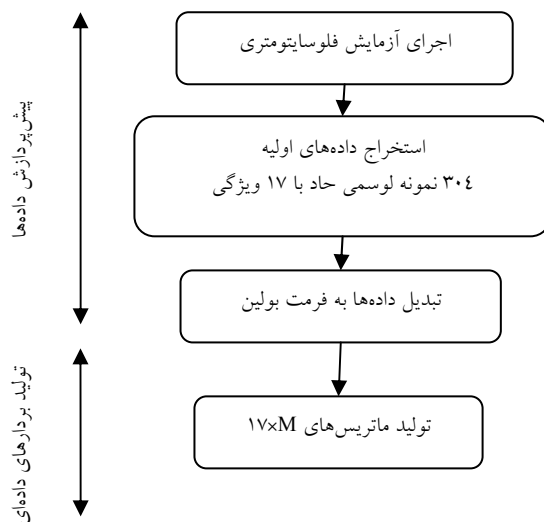 اجرای آزمایش فلوسایتومتری
استخراج داده‌های اولیه
۳۰٤ نمونه لوسمی حاد با ۱۷ ویژگی
تبدیل داده‌ها به فرمت بولین
تولید ماتریس‌های ۱۷×M
پیش‌پردازش داده‌ها
تولید بردارهای داده‌ای